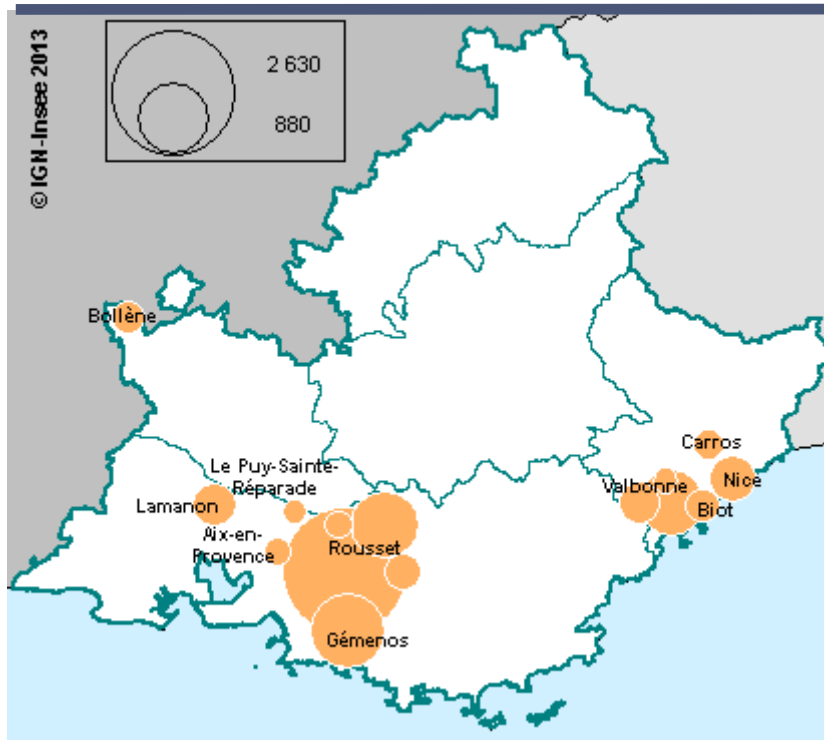 © IGN-Insee 2013
2 630
880
Bollène
Carros
Le Puy-Sainte-
Réparade
Nice
Valbonne
Lamanon
Biot
Aix-en-
Provence
Rousset
Gémenos